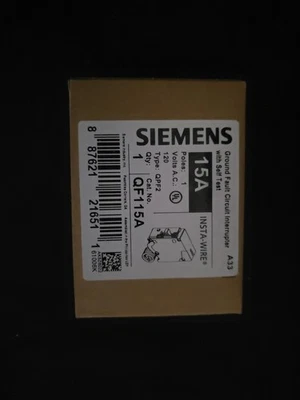 SIEMENS
15A
INSTA-WIRE®
Ground Fault Circuit Interrupter
with Self Test
A33
Poles: 1
Volts A.C.:
120
Type: QPF2
Qty. Cat. No.
1 QF115A
8 87621 21651 1